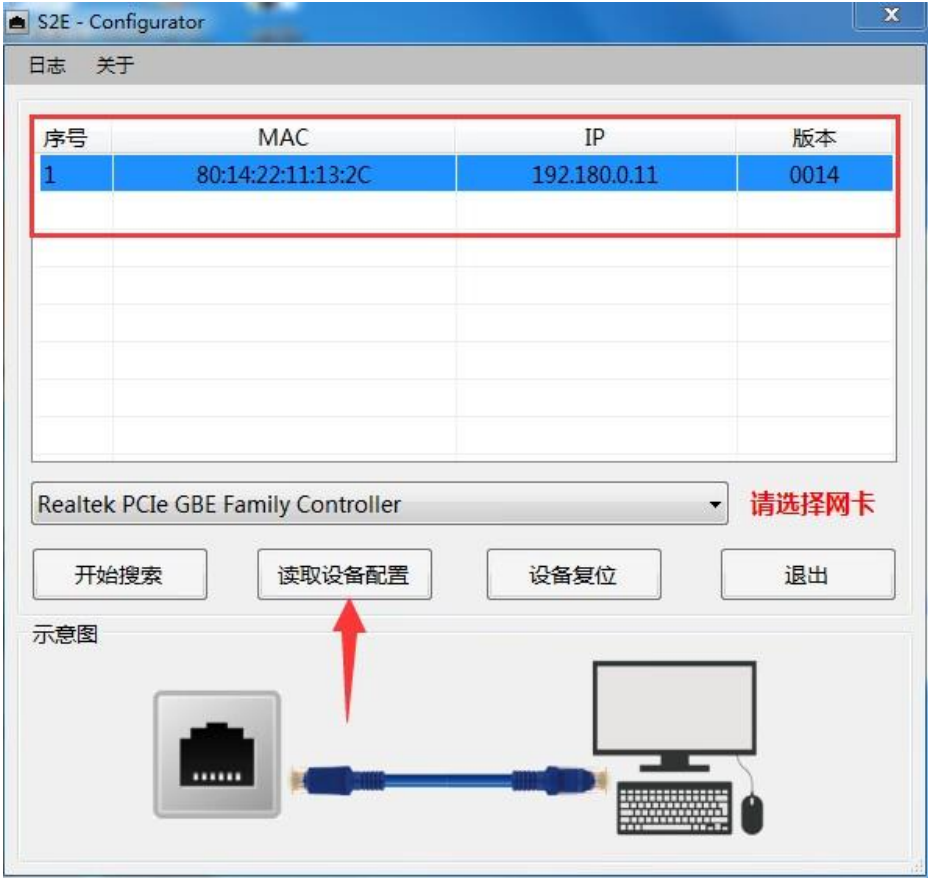 S2E - Configurator
日志 关于
序号 MAC IP 版本
1 80:14:22:11:13:2C 192.180.0.11 0014
Realtek PCIe GBE Family Controller 请选择网卡
开始搜索 读取设备配置 设备复位 退出
示意图